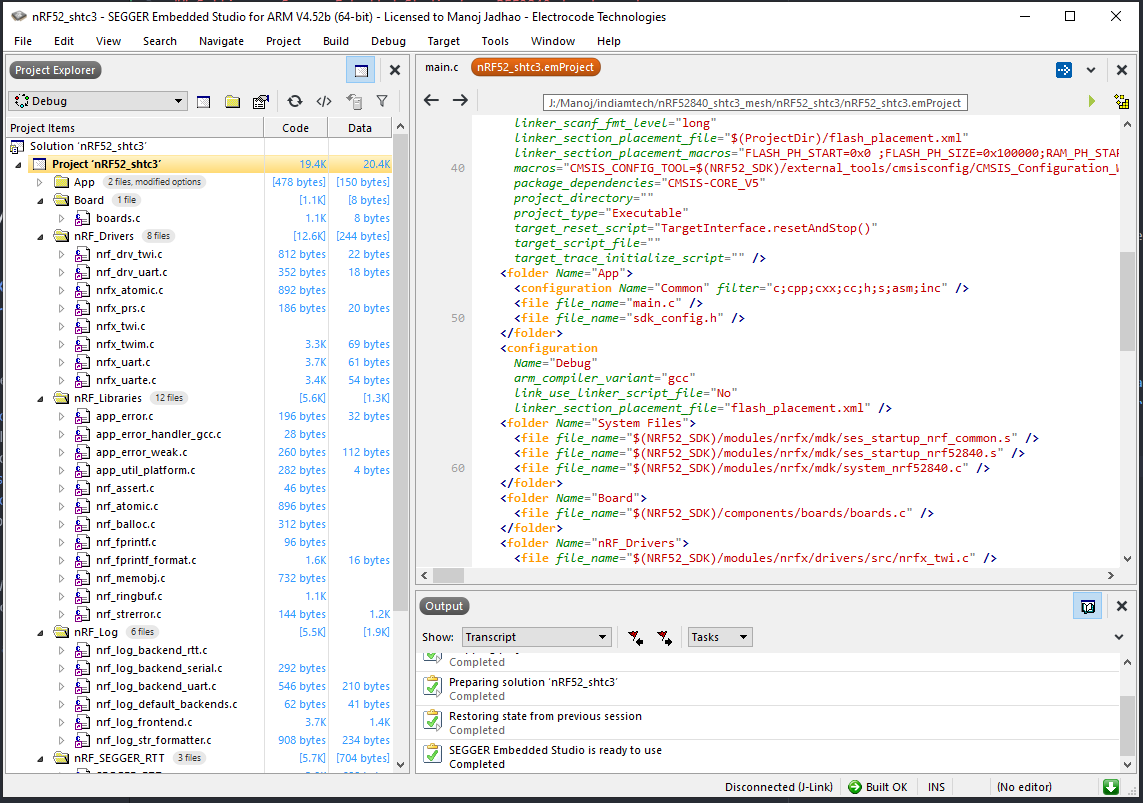 nRF52_shtc3 - SEGGER Embedded Studio for ARM V4.52b (64-bit) - Licensed to Manoj Jadhao - Electrocode Technologies
File Edit View Search Navigate Project Build Debug Target Tools Window Help
Project Explorer
Debug
Project Items Code Data
Solution 'nRF52_shtc3'
Project 'nRF52_shtc3' 19.4K 20.4K
App 2 files, modified options [478 bytes] [150 bytes]
Board 1 file [1.1K] [8 bytes]
boards.c 1.1K 8 bytes
nRF_Drivers 8 files [12.6K] [244 bytes]
nrf_drv_twi.c 812 bytes 22 bytes
nrf_drv_uart.c 352 bytes 18 bytes
nrfx_atomic.c 892 bytes
nrfx_prs.c 186 bytes 20 bytes
nrfx_twi.c
nrfx_twim.c 3.3K 69 bytes
nrfx_uart.c 3.7K 61 bytes
nrfx_uarte.c 3.4K 54 bytes
nRF_Libraries 12 files [5.6K] [1.3K]
app_error.c 196 bytes 32 bytes
app_error_handler_gcc.c 28 bytes
app_error_weak.c 260 bytes 112 bytes
app_util_platform.c 282 bytes 4 bytes
nrf_assert.c 46 bytes
nrf_atomic.c 896 bytes
nrf_balloc.c 312 bytes
nrf_fprintf.c 96 bytes
nrf_fprintf_format.c 1.6K 16 bytes
nrf_memobj.c 732 bytes
nrf_ringbuf.c 1.1K
nrf_strerror.c 144 bytes 1.2K
nRF_Log 6 files [5.5K] [1.9K]
nrf_log_backend_rtt.c
nrf_log_backend_serial.c 292 bytes
nrf_log_backend_uart.c 546 bytes 210 bytes
nrf_log_default_backends.c 62 bytes 41 bytes
nrf_log_frontend.c 3.7K 1.4K
nrf_log_str_formatter.c 908 bytes 234 bytes
nRF_SEGGER_RTT 3 files [5.7K] [704 bytes]
main.c nRF52_shtc3.emProject
J:/Manoj/indiamtech/nRF52840_shtc3_mesh/nRF52_shtc3/nRF52_shtc3.emProject
linker_scanf_fmt_level="long"
linker_section_placement_file="$(ProjectDir)/flash_placement.xml"
linker_section_placement_macros="FLASH_PH_START=0x0 ;FLASH_PH_SIZE=0x100000;RAM_PH_STAR
40 macros="CMSIS_CONFIG_TOOL=$(NRF52_SDK)/external_tools/cmsisconfig/CMSIS_Configuration_W
package_dependencies="CMSIS-CORE_V5"
project_directory=""
project_type="Executable"
target_reset_script="TargetInterface.resetAndStop()"
target_script_file=""
target_trace_initialize_script="" />
<folder Name="App">
<configuration Name="Common" filter="c;cpp;cxx;cc;h;s;asm;inc" />
<file file_name="main.c" />
50 <file file_name="sdk_config.h" />
</folder>
<configuration
Name="Debug"
arm_compiler_variant="gcc"
link_use_linker_script_file="No"
linker_section_placement_file="flash_placement.xml" />
<folder Name="System Files">
<file file_name="$(NRF52_SDK)/modules/nrfx/mdk/ses_startup_nrf_common.s" />
<file file_name="$(NRF52_SDK)/modules/nrfx/mdk/ses_startup_nrf52840.s" />
60 <file file_name="$(NRF52_SDK)/modules/nrfx/mdk/system_nrf52840.c" />
</folder>
<folder Name="Board">
<file file_name="$(NRF52_SDK)/components/boards/boards.c" />
</folder>
<folder Name="nRF_Drivers">
<file file_name="$(NRF52_SDK)/modules/nrfx/drivers/src/nrfx_twi.c" />
Output
Show: Transcript Tasks
Completed
Preparing solution 'nRF52_shtc3'
Completed
Restoring state from previous session
Completed
SEGGER Embedded Studio is ready to use
Completed
Disconnected (J-Link) Built OK INS (No editor)